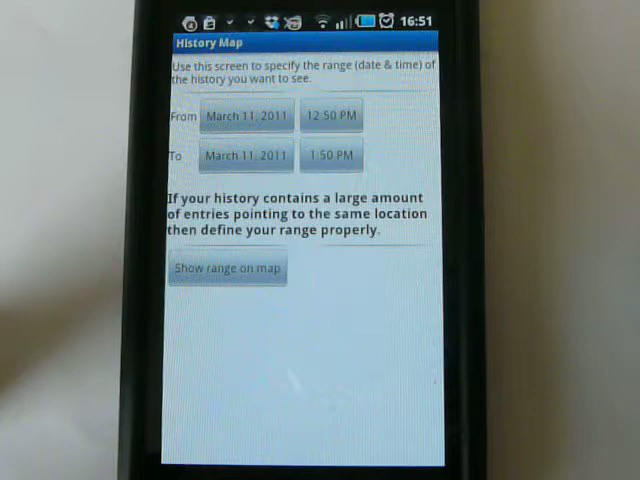 16:51
History Map
Use this screen to specify the range (date & time) of
the history you want to see.
From March 11, 2011 12:50 PM
To March 11, 2011 1:50 PM
If your history contains a large amount
of entries pointing to the same location
then define your range properly.
Show range on map